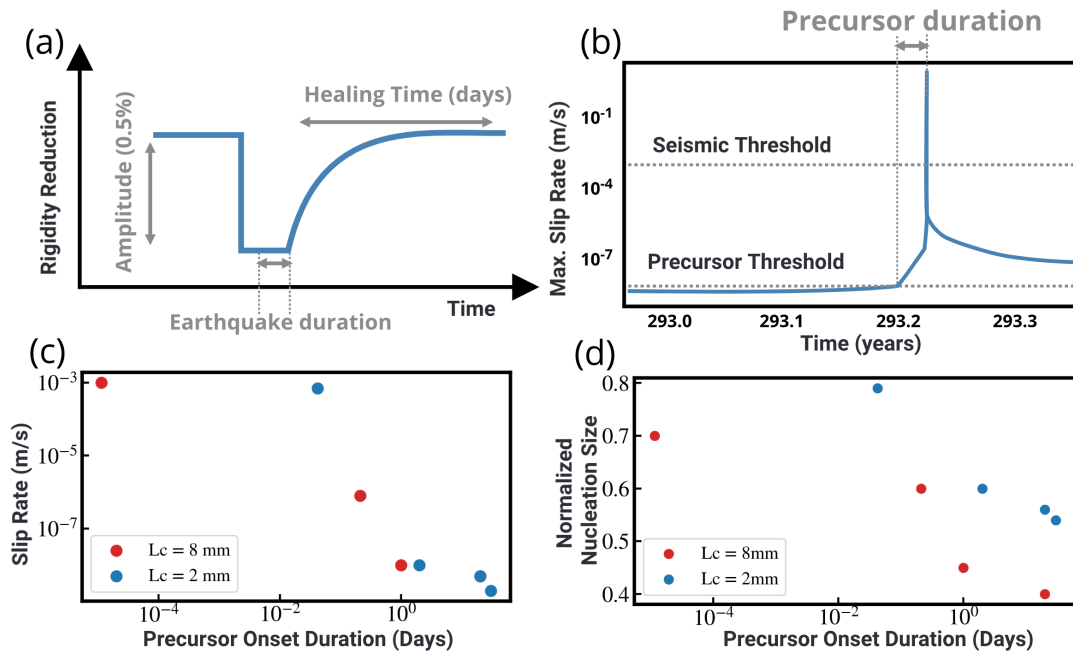 (a)
Rigidity Reduction
Amplitude (0.5%)
Healing Time (days)
Earthquake duration
Time
(b)
Precursor duration
Max. Slip Rate (m/s)
10-1
10-4
10-7
Seismic Threshold
Precursor Threshold
293.0 293.1 293.2 293.3
Time (years)
(c)
Slip Rate (m/s)
10−3
10−5
10−7
Lc = 8 mm
Lc = 2 mm
10−4 10−2 100
Precursor Onset Duration (Days)
(d)
Normalized
Nucleation Size
0.8
0.7
0.6
0.5
0.4
Lc = 8mm
Lc = 2mm
10−4 10−2 100
Precursor Onset Duration (Days)